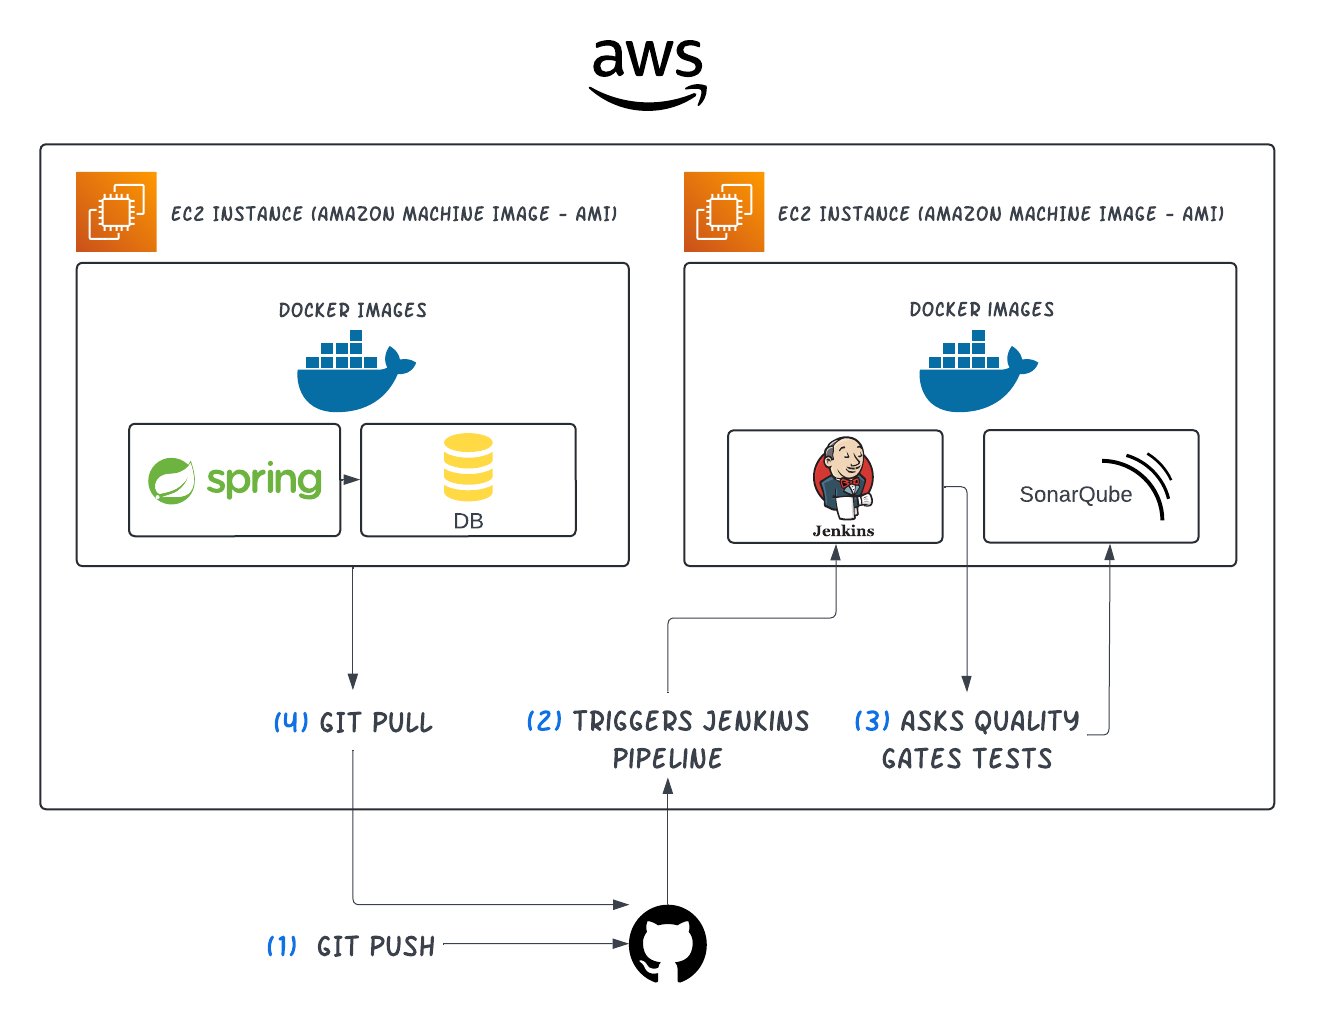 aws
EC2 INSTANCE (AMAZON MACHINE IMAGE - AMI)
EC2 INSTANCE (AMAZON MACHINE IMAGE - AMI)
DOCKER IMAGES
DOCKER IMAGES
spring
DB
Jenkins
SonarQube
(4) GIT PULL
(2) TRIGGERS JENKINS
PIPELINE
(3) ASKS QUALITY
GATES TESTS
(1) GIT PUSH